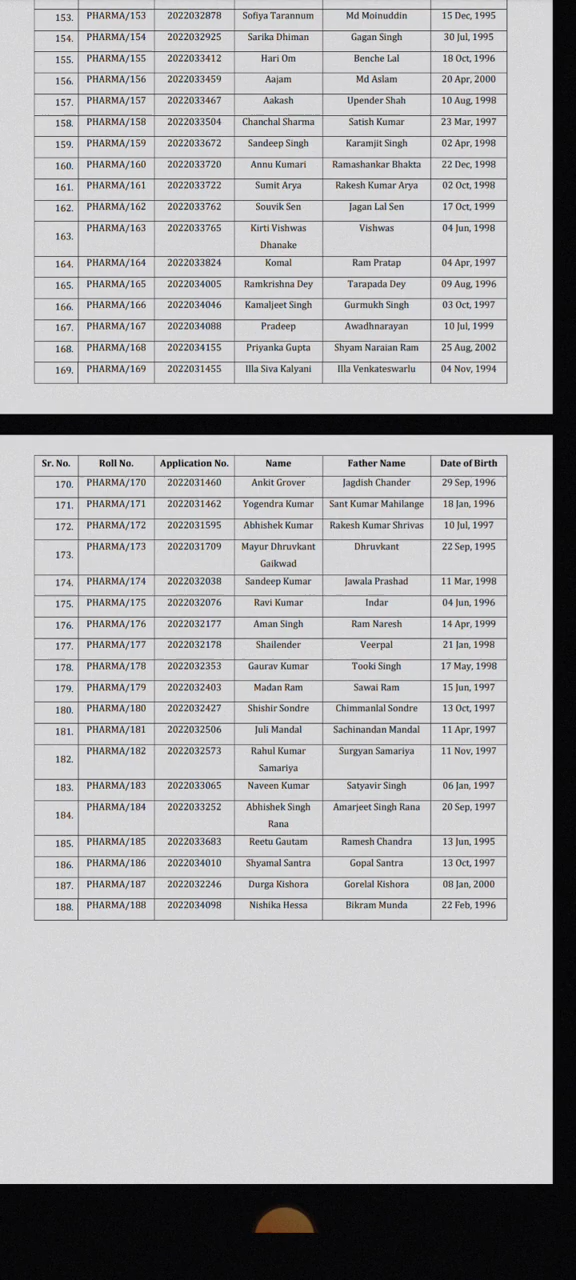 153. PHARMA/153 2022032878 Sofiya Tarannum Md Moinuddin 15 Dec, 1995
154. PHARMA/154 2022032925 Sarika Dhiman Gagan Singh 30 Jul, 1995
155. PHARMA/155 2022033412 Hari Om Benche Lal 18 Oct, 1996
156. PHARMA/156 2022033459 Aajam Md Aslam 20 Apr, 2000
157. PHARMA/157 2022033467 Aakash Upender Shah 10 Aug, 1998
158. PHARMA/158 2022033504 Chanchal Sharma Satish Kumar 23 Mar, 1997
159. PHARMA/159 2022033672 Sandeep Singh Karamjit Singh 02 Apr, 1998
160. PHARMA/160 2022033720 Annu Kumari Ramashankar Bhakta 22 Dec, 1998
161. PHARMA/161 2022033722 Sumit Arya Rakesh Kumar Arya 02 Oct, 1998
162. PHARMA/162 2022033762 Souvik Sen Jagan Lal Sen 17 Oct, 1999
163. PHARMA/163 2022033765 Kirti Vishwas Vishwas 04 Jun, 1998
Dhanake
164. PHARMA/164 2022033824 Komal Ram Pratap 04 Apr, 1997
165. PHARMA/165 2022034005 Ramkrishna Dey Tarapada Dey 09 Aug, 1996
166. PHARMA/166 2022034046 Kamaljeet Singh Gurmukh Singh 03 Oct, 1997
167. PHARMA/167 2022034088 Pradeep Awadhnarayan 10 Jul, 1999
168. PHARMA/168 2022034155 Priyanka Gupta Shyam Naraian Ram 25 Aug, 2002
169. PHARMA/169 2022031455 Illa Siva Kalyani Illa Venkateswarlu 04 Nov, 1994
Sr. No. Roll No. Application No. Name Father Name Date of Birth
170. PHARMA/170 2022031460 Ankit Grover Jagdish Chander 29 Sep, 1996
171. PHARMA/171 2022031462 Yogendra Kumar Sant Kumar Mahilange 18 Jan, 1996
172. PHARMA/172 2022031595 Abhishek Kumar Rakesh Kumar Shrivas 10 Jul, 1997
173. PHARMA/173 2022031709 Mayur Dhruvkant Dhruvkant 22 Sep, 1995
Gaikwad
174. PHARMA/174 2022032038 Sandeep Kumar Jawala Prashad 11 Mar, 1998
175. PHARMA/175 2022032076 Ravi Kumar Indar 04 Jun, 1996
176. PHARMA/176 2022032177 Aman Singh Ram Naresh 14 Apr, 1999
177. PHARMA/177 2022032178 Shailender Veerpal 21 Jan, 1998
178. PHARMA/178 2022032353 Gaurav Kumar Tooki Singh 17 May, 1998
179. PHARMA/179 2022032403 Madan Ram Sawai Ram 15 Jun, 1997
180. PHARMA/180 2022032427 Shishir Sondre Chimmanlal Sondre 13 Oct, 1997
181. PHARMA/181 2022032506 Juli Mandal Sachinandan Mandal 11 Apr, 1997
182. PHARMA/182 2022032573 Rahul Kumar Surgyan Samariya 11 Nov, 1997
Samariya
183. PHARMA/183 2022033065 Naveen Kumar Satyavir Singh 06 Jan, 1997
184. PHARMA/184 2022033252 Abhishek Singh Amarjeet Singh Rana 20 Sep, 1997
Rana
185. PHARMA/185 2022033683 Reetu Gautam Ramesh Chandra 13 Jun, 1995
186. PHARMA/186 2022034010 Shyamal Santra Gopal Santra 13 Oct, 1997
187. PHARMA/187 2022032246 Durga Kishora Gorelal Kishora 08 Jan, 2000
188. PHARMA/188 2022034098 Nishika Hessa Bikram Munda 22 Feb, 1996